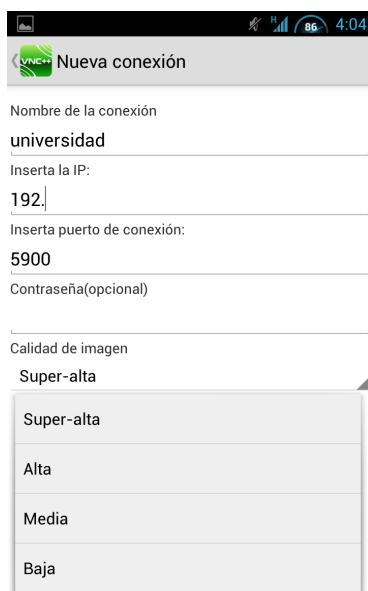 H 86 4:04
VNC++ Nueva conexión
Nombre de la conexión
universidad
Inserta la IP:
192.
Inserta puerto de conexión:
5900
Contraseña(opcional)
Calidad de imagen
Super-alta
Super-alta
Alta
Media
Baja